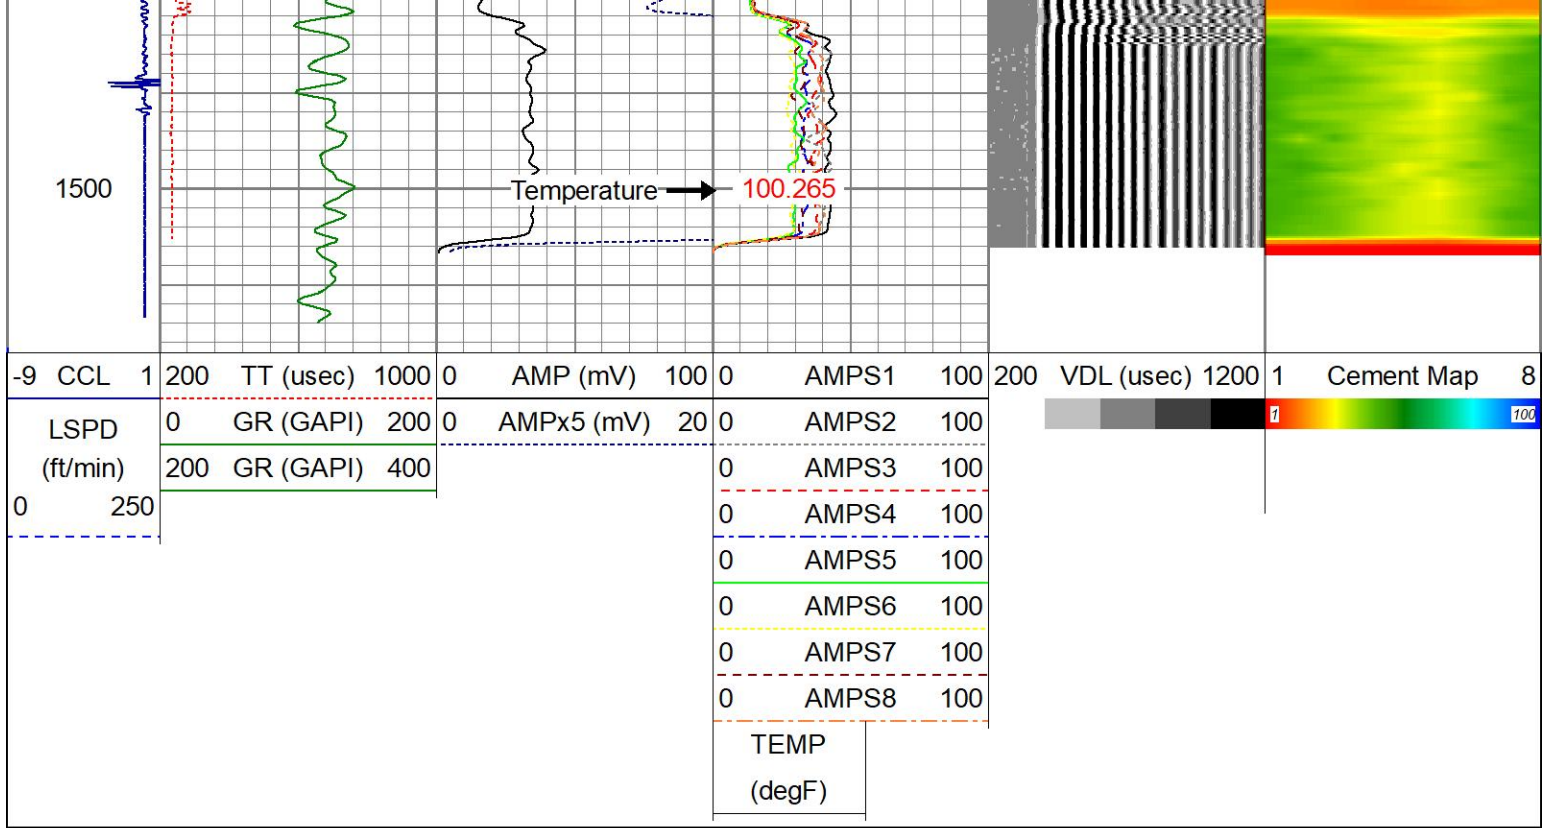 1500
Temperature
100.265
-9 CCL 1
200 TT (usec) 1000
0 AMP (mV) 100
0 AMPS1 100
200 VDL (usec) 1200
1 Cement Map 8
LSPD
(ft/min)
0 250
0 GR (GAPI) 200
0 AMPx5 (mV) 20
0 AMPS2 100
1 100
200 GR (GAPI) 400
0 AMPS3 100
0 AMPS4 100
0 AMPS5 100
0 AMPS6 100
0 AMPS7 100
0 AMPS8 100
TEMP
(degF)